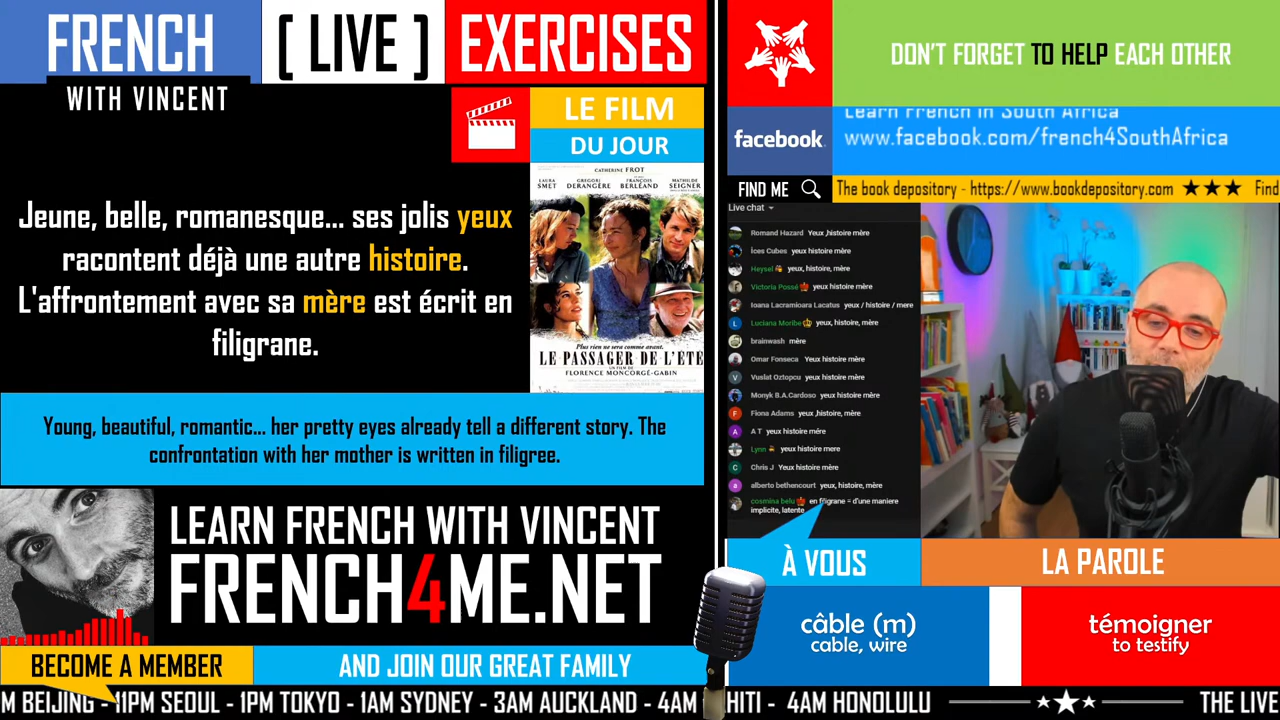 FRENCH
WITH VINCENT
[ LIVE ]
EXERCISES
LE FILM
DU JOUR
Jeune, belle, romanesque... ses jolis yeux
racontent déjà une autre histoire.
L'affrontement avec sa mère est écrit en
filigrane.
CATHERINE FROT
LAURA SMET
GREGORI DERANGÈRE
FRANÇOIS BERLÉAND
MATHILDE SEIGNER
Plus rien ne sera comme avant.
LE PASSAGER DE L'ÉTÉ
UN FILM DE
FLORENCE MONCORGÉ-GABIN
Young, beautiful, romantic... her pretty eyes already tell a different story. The
confrontation with her mother is written in filigree.
LEARN FRENCH WITH VINCENT
FRENCH4ME.NET
BECOME A MEMBER
AND JOIN OUR GREAT FAMILY
DON'T FORGET TO HELP EACH OTHER
facebook
Learn French in South Africa
www.facebook.com/french4SouthAfrica
FIND ME
The book depository - https://www.bookdepository.com ★★★ Find
Live chat
Romand Hazard Yeux ,histoire mère
İces Cubes yeux histoire mère
Heysel yeux, histoire, mère
Victoria Possé yeux histoire mère
Ioana Lacramioara Lacatus yeux / histoire / mere
L Luciana Moribe yeux, histoire, mère
brainwash mère
Omar Fonseca Yeux histoire mère
V Vuslat Oztopcu yeux histoire mère
Monyk B.A.Cardoso yeux histoire mère
F Fiona Adams yeux ,histoire, mère
A A T yeux histoire mére
Lynn yeux histoire mere
C Chris J Yeux histoire mère
a alberto bethencourt yeux, histoire, mère
cosmina belu en filigrane = d'une maniere
implicite, latente
À VOUS
LA PAROLE
câble (m)
cable, wire
témoigner
to testify
M BEIJING - 11PM SEOUL - 1PM TOKYO - 1AM SYDNEY - 3AM AUCKLAND - 4AM HITI - 4AM HONOLULU THE LIVE